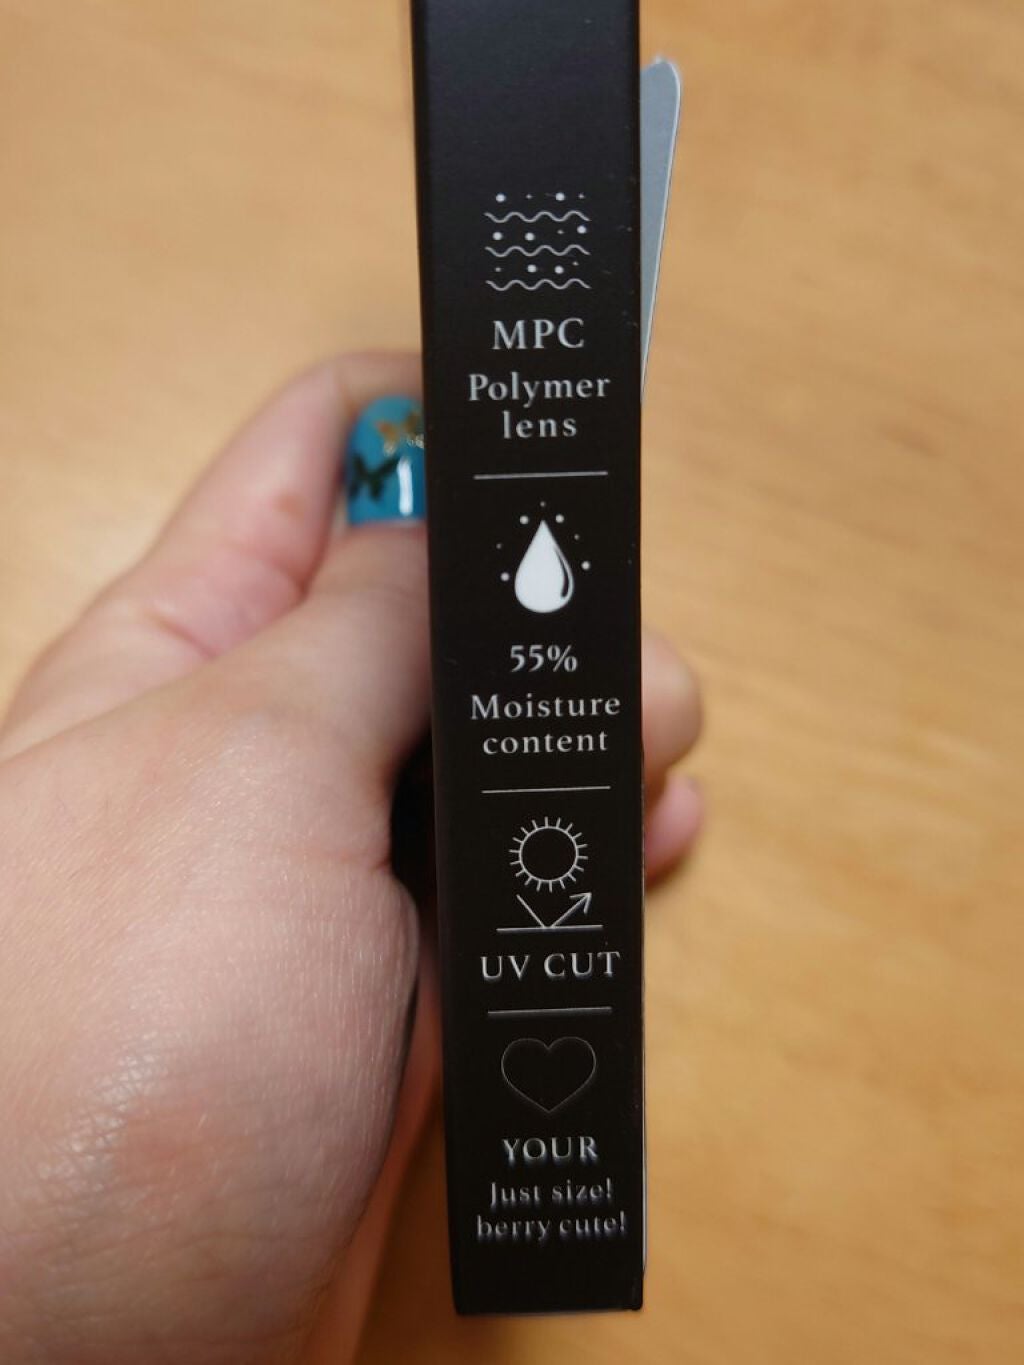 MPC
Polymer
lens
55%
Moisture
content
UV CUT
YOUR
Just size!
berry cute!